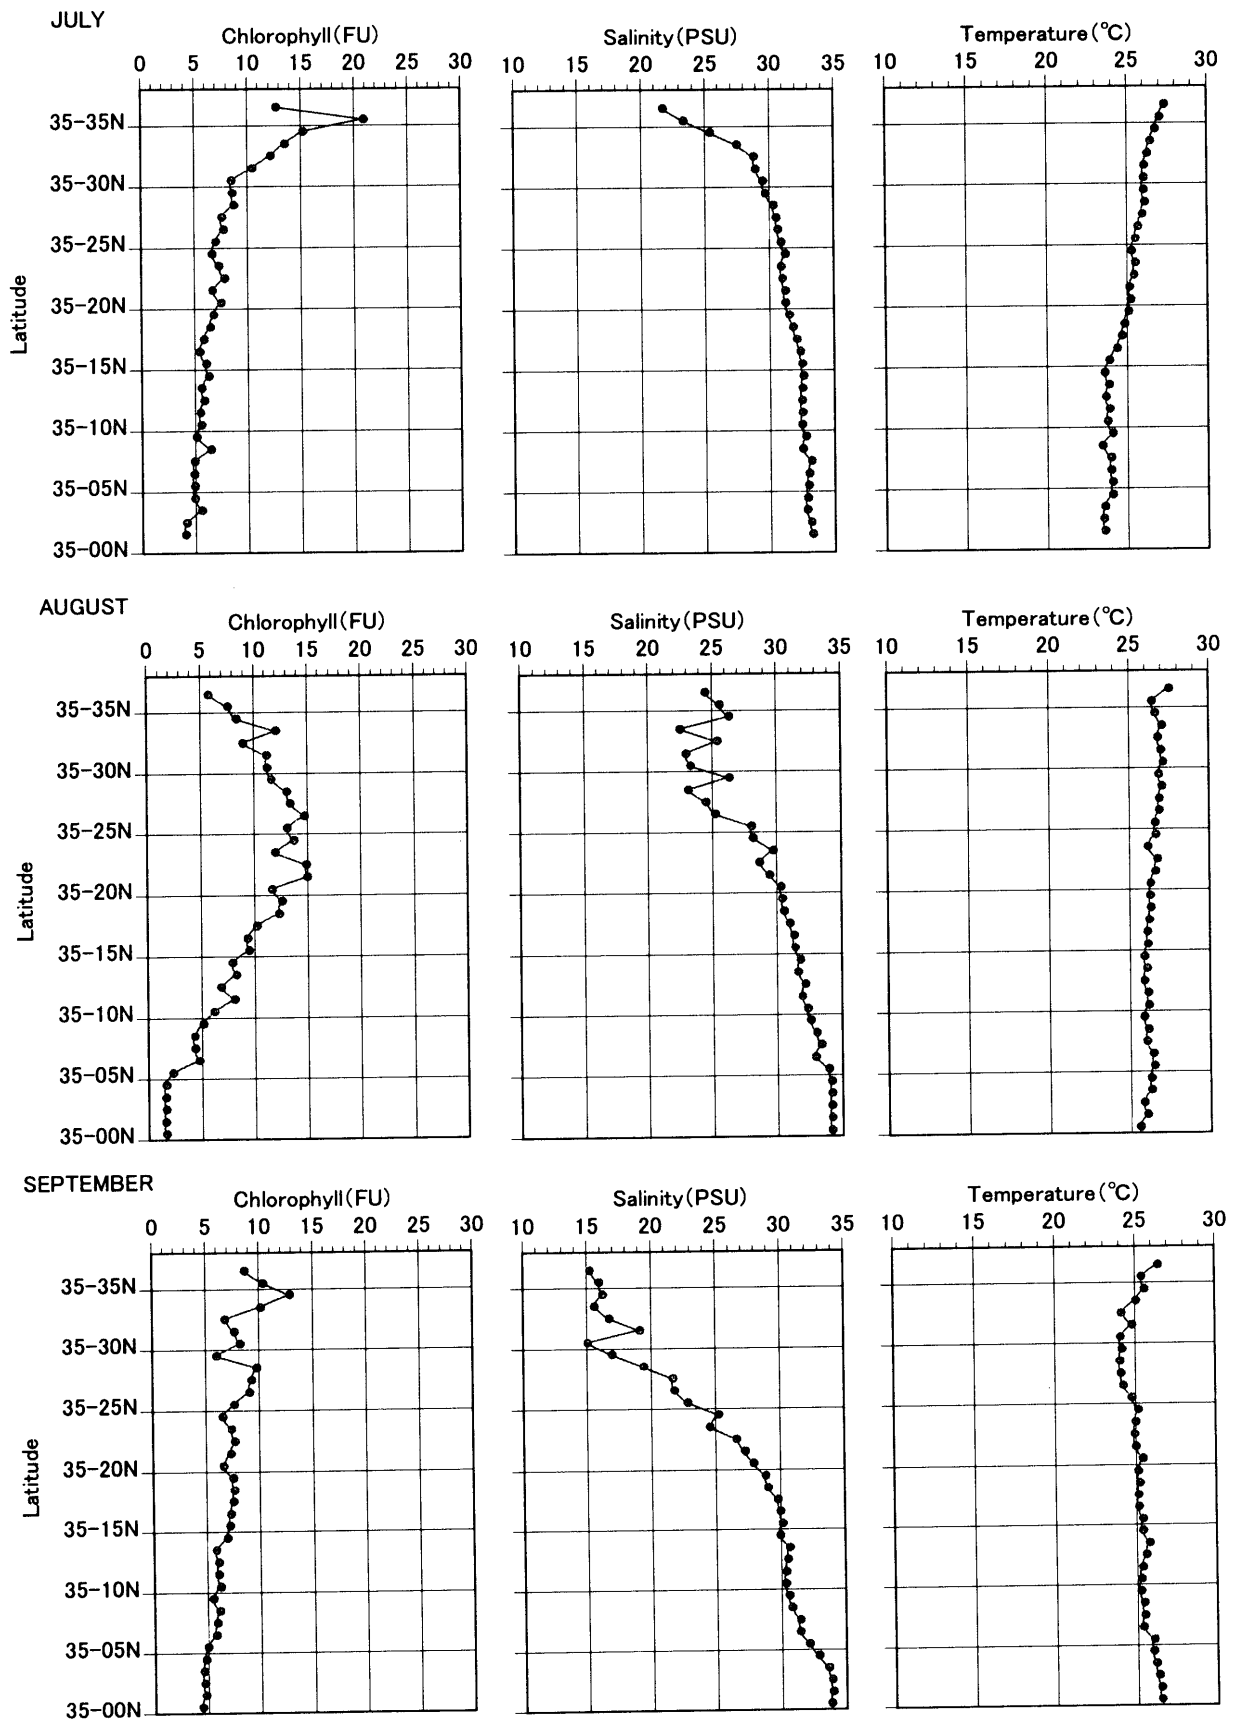 JULY
Chlorophyll(FU) Salinity(PSU) Temperature(°C)
0 5 10 15 20 25 30 10 15 20 25 30 35 10 15 20 25 30
35-35N
35-30N
35-25N
35-20N
35-15N
35-10N
35-05N
35-00N
Latitude
AUGUST
Chlorophyll(FU) Salinity(PSU) Temperature(°C)
0 5 10 15 20 25 30 10 15 20 25 30 35 10 15 20 25 30
35-35N
35-30N
35-25N
35-20N
35-15N
35-10N
35-05N
35-00N
Latitude
SEPTEMBER
Chlorophyll(FU) Salinity(PSU) Temperature(°C)
0 5 10 15 20 25 30 10 15 20 25 30 35 10 15 20 25 30
35-35N
35-30N
35-25N
35-20N
35-15N
35-10N
35-05N
35-00N
Latitude